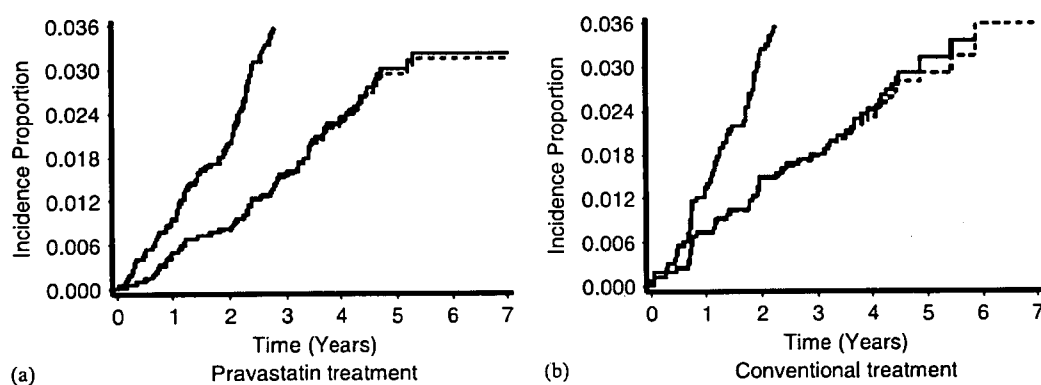 0.036
0.030
0.024
0.018
0.012
0.006
0.000
Incidence Proportion
0 1 2 3 4 5 6 7
Time (Years)
(a) Pravastatin treatment
0.036
0.030
0.024
0.018
0.012
0.006
0.000
Incidence Proportion
0 1 2 3 4 5 6 7
Time (Years)
(b) Conventional treatment